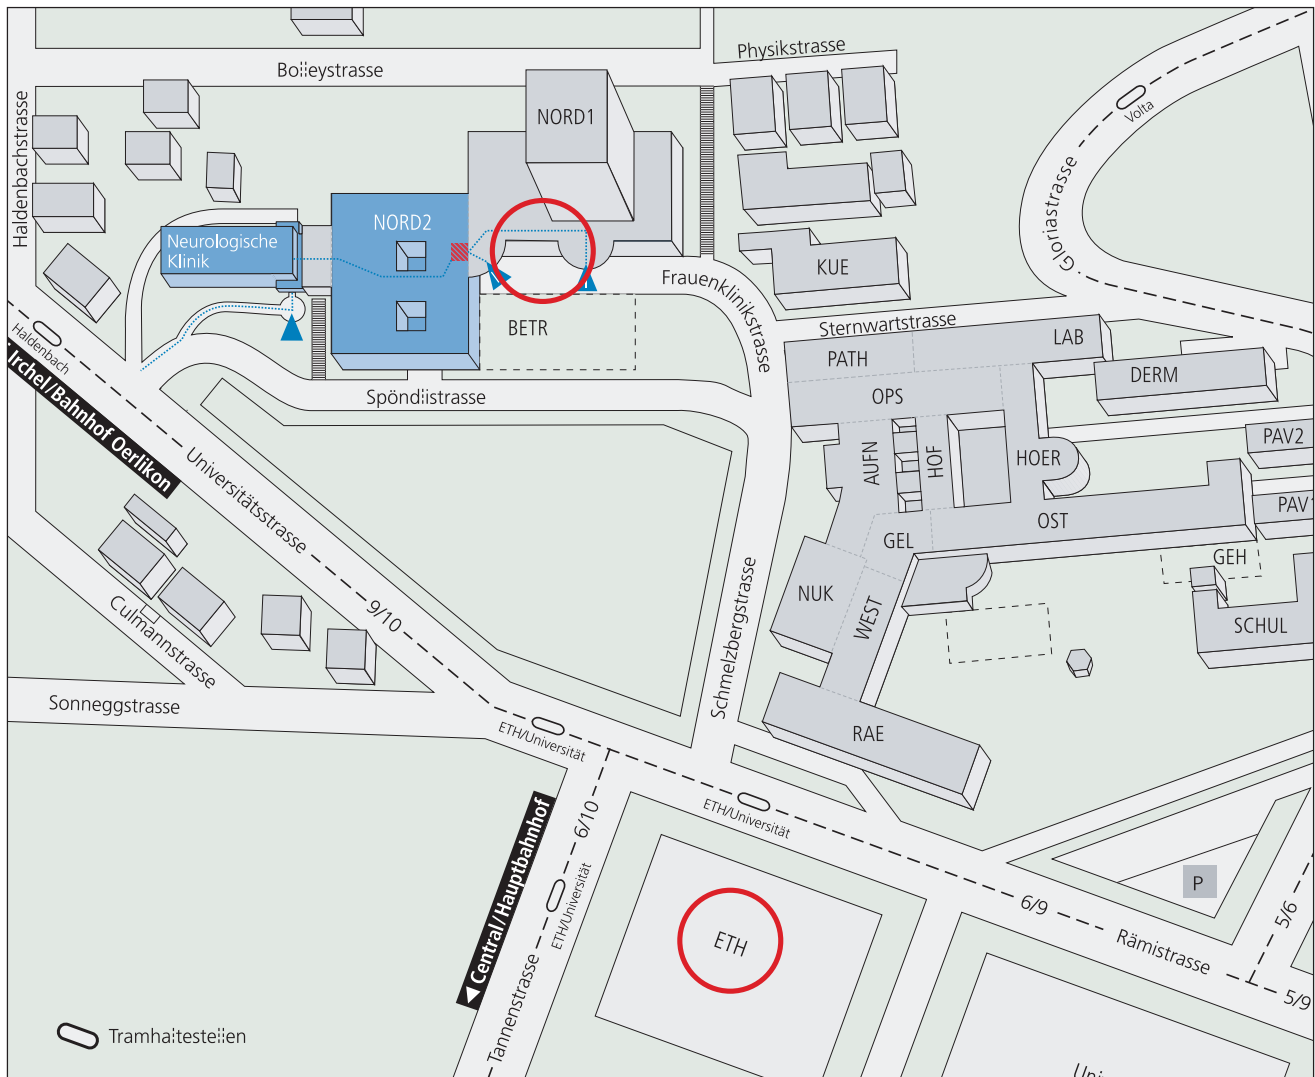 Physikstrasse
Bolleystrasse
Haldenbachstrasse
NORD1
Volta
Gloriastrasse
NORD2
Neurologische
Klinik
KUE
Frauenklinikstrasse
BETR
Sternwartstrasse
Haldenbach
Irchel/Bahnhof Oerlikon
PATH
LAB
DERM
OPS
Spöndlistrasse
PAV2
AUFN
HOF
HOER
Universitätsstrasse
PAV1
OST
GEL
GEH
NUK
WEST
SCHUL
9/10
Culmannstrasse
Schmelzbergstrasse
Sonneggstrasse
ETH/Universität
RAE
ETH/Universität
Central/Hauptbahnhof
6/10
ETH/Universität
Tannenstrasse
P
6/9
5/6
Rämistrasse
ETH
5/9
Tramhaltestellen